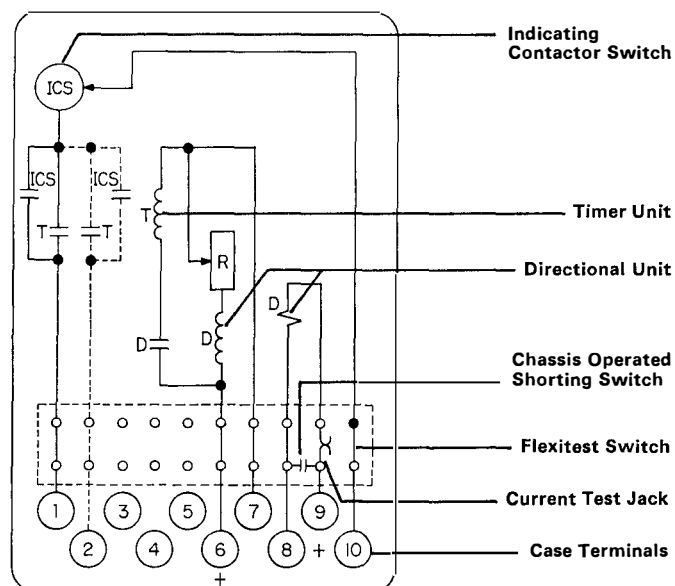 Indicating
Contactor Switch
ICS
ICS
ICS
T
T
T
Timer Unit
R
Directional Unit
D
D
D
Chassis Operated
Shorting Switch
Flexitest Switch
Current Test Jack
1
3
5
7
9
2
4
6
8
+
10
Case Terminals
+